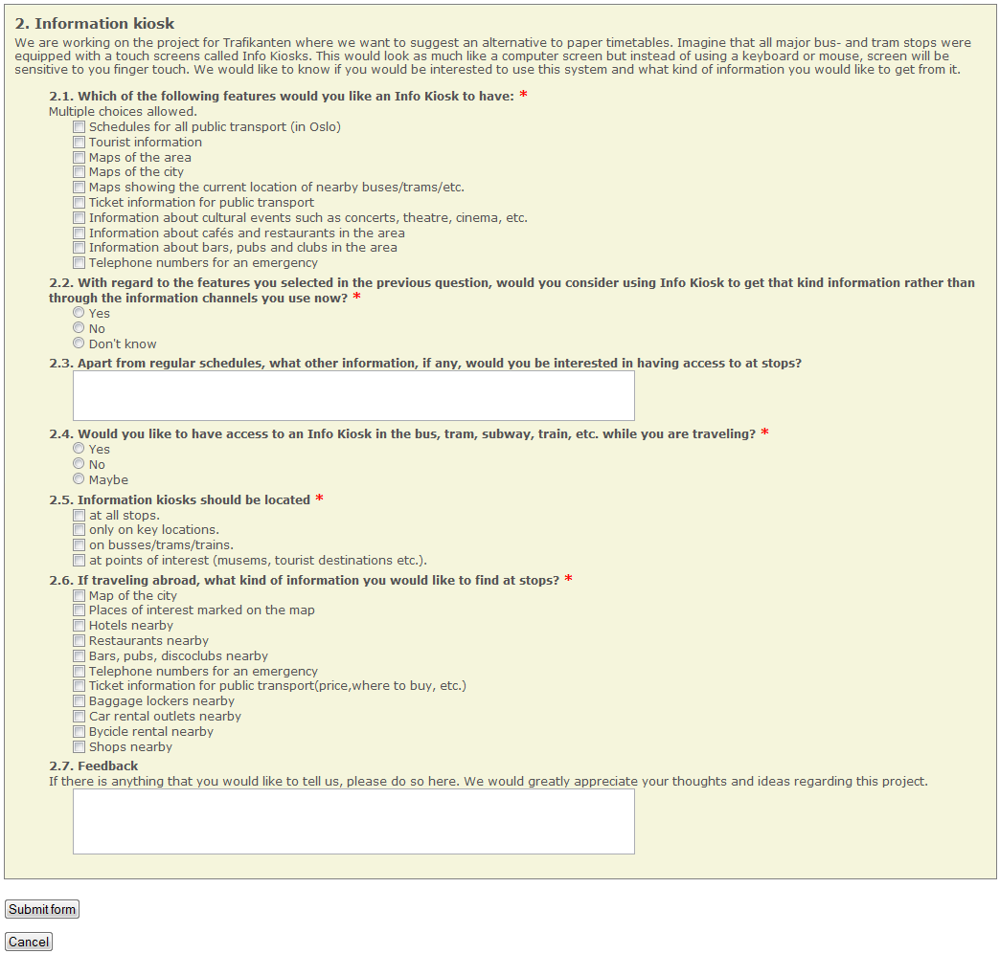 2. Information kiosk
We are working on the project for Trafikanten where we want to suggest an alternative to paper timetables. Imagine that all major bus- and tram stops were
equipped with a touch screens called Info Kiosks. This would look as much like a computer screen but instead of using a keyboard or mouse, screen will be
sensitive to you finger touch. We would like to know if you would be interested to use this system and what kind of information you would like to get from it.
2.1. Which of the following features would you like an Info Kiosk to have: *
Multiple choices allowed.
Schedules for all public transport (in Oslo)
Tourist information
Maps of the area
Maps of the city
Maps showing the current location of nearby buses/trams/etc.
Ticket information for public transport
Information about cultural events such as concerts, theatre, cinema, etc.
Information about cafés and restaurants in the area
Information about bars, pubs and clubs in the area
Telephone numbers for an emergency
2.2. With regard to the features you selected in the previous question, would you consider using Info Kiosk to get that kind information rather than
through the information channels you use now? *
Yes
No
Don't know
2.3. Apart from regular schedules, what other information, if any, would you be interested in having access to at stops?
2.4. Would you like to have access to an Info Kiosk in the bus, tram, subway, train, etc. while you are traveling? *
Yes
No
Maybe
2.5. Information kiosks should be located *
at all stops.
only on key locations.
on busses/trams/trains.
at points of interest (musems, tourist destinations etc.).
2.6. If traveling abroad, what kind of information you would like to find at stops? *
Map of the city
Places of interest marked on the map
Hotels nearby
Restaurants nearby
Bars, pubs, discoclubs nearby
Telephone numbers for an emergency
Ticket information for public transport(price,where to buy, etc.)
Baggage lockers nearby
Car rental outlets nearby
Bycicle rental nearby
Shops nearby
2.7. Feedback
If there is anything that you would like to tell us, please do so here. We would greatly appreciate your thoughts and ideas regarding this project.
Submit form
Cancel